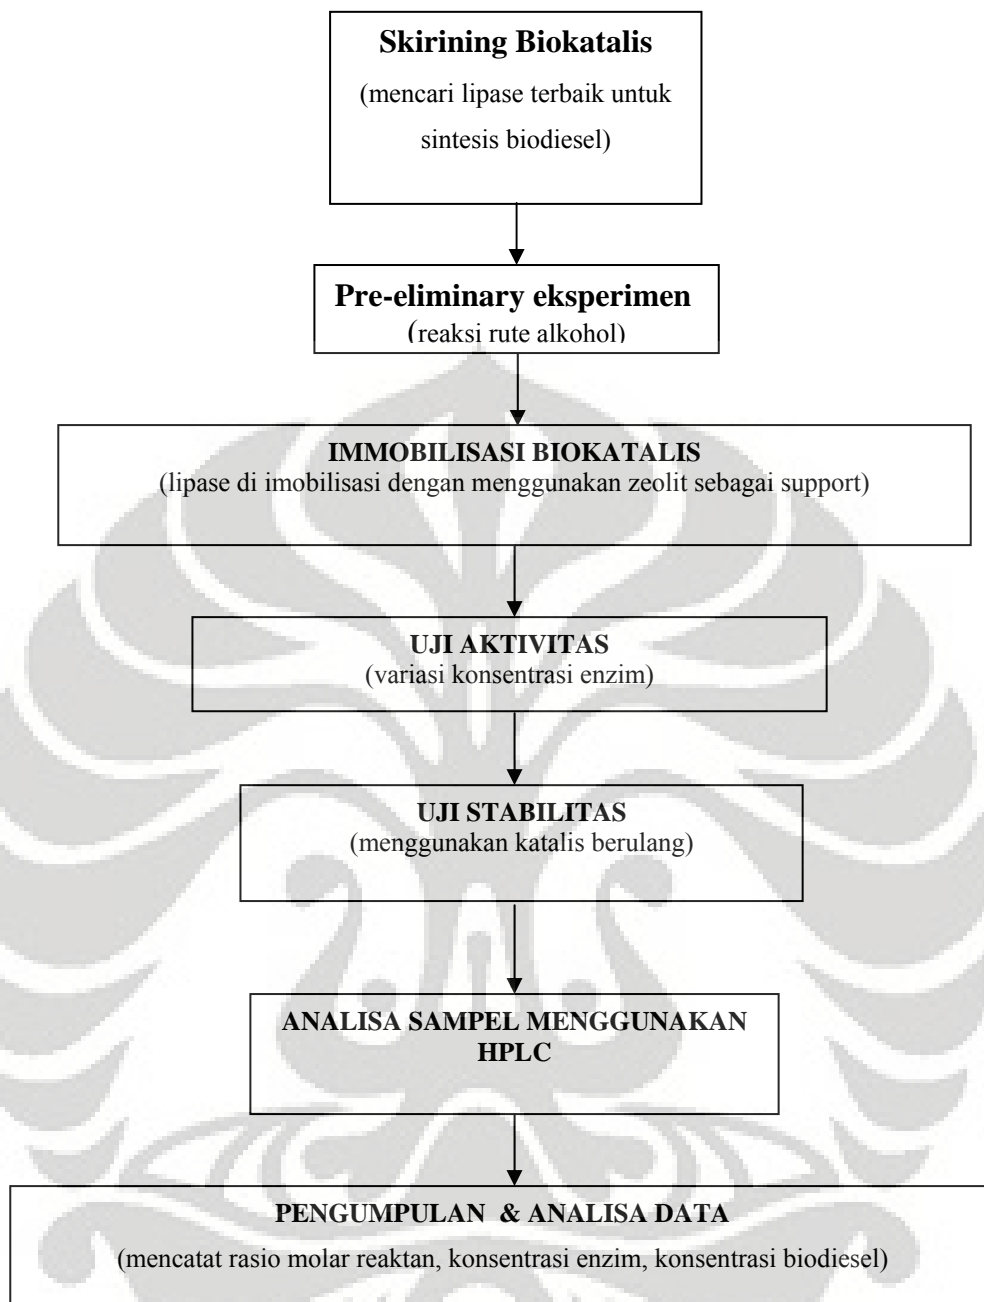 Skirining Biokatalis
(mencari lipase terbaik untuk
sintesis biodiesel)
Pre-eliminary eksperimen
(reaksi rute alkohol)
IMMOBILISASI BIOKATALIS
(lipase di imobilisasi dengan menggunakan zeolit sebagai support)
UJI AKTIVITAS
(variasi konsentrasi enzim)
UJI STABILITAS
(menggunakan katalis berulang)
ANALISA SAMPEL MENGGUNAKAN
HPLC
PENGUMPULAN & ANALISA DATA
(mencatat rasio molar reaktan, konsentrasi enzim, konsentrasi biodiesel)